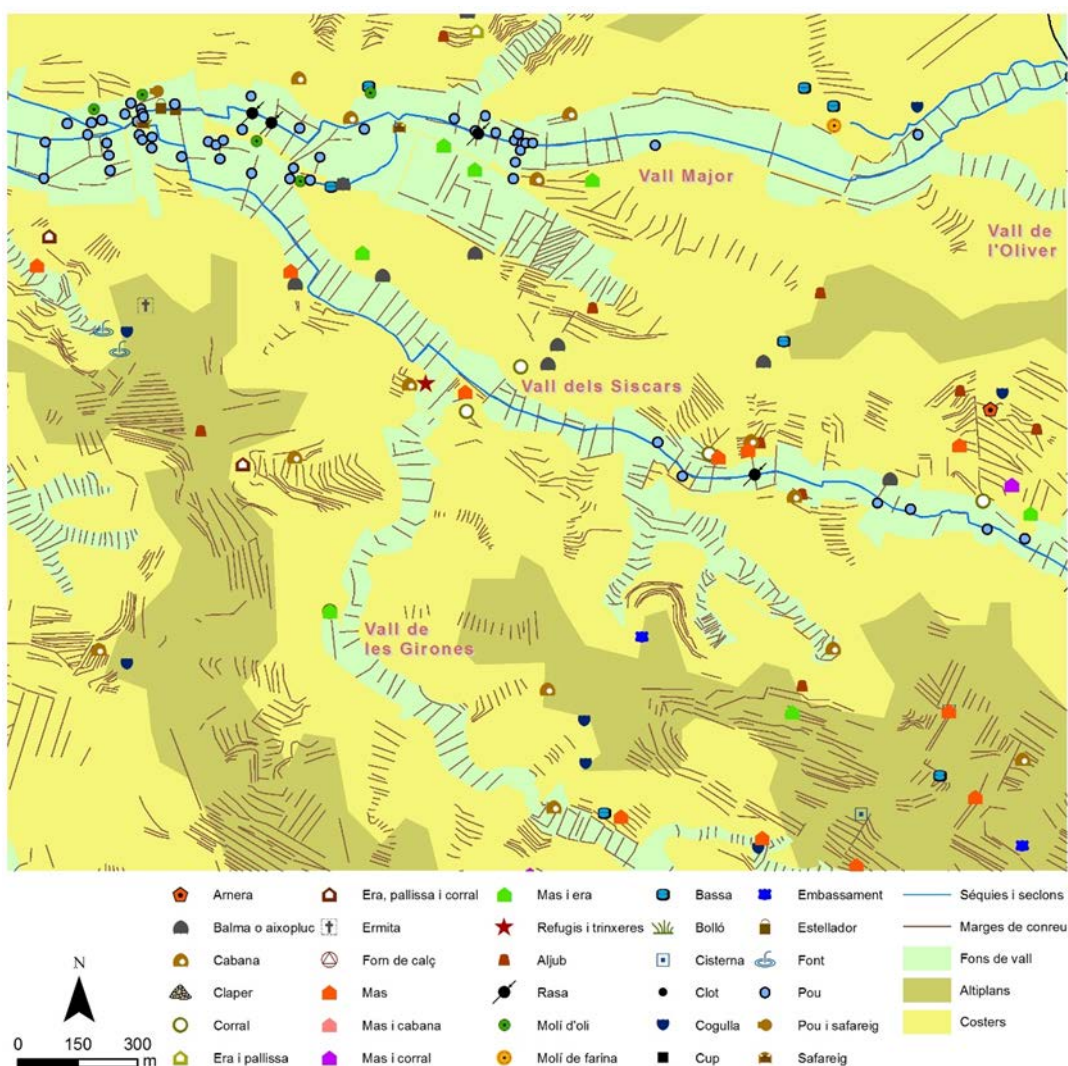 Vall Major
Vall de
l'Oliver
Vall dels Siscars
Vall de
les Girones
Arnera
Era, pallissa i corral
Mas i era
Bassa
Embassament
Séquies i seclons
Balma o aixopluc
Ermita
Refugis i trinxeres
Bolló
Estellador
Marges de conreu
Cabana
Forn de calç
Aljub
Cisterna
Font
Fons de vall
Claper
Mas
Rasa
Clot
Pou
Altiplans
Corral
Mas i cabana
Molí d'oli
Cogulla
Pou i safareig
Costers
Era i pallissa
Mas i corral
Molí de farina
Cup
Safareig
N
0 150 300
m